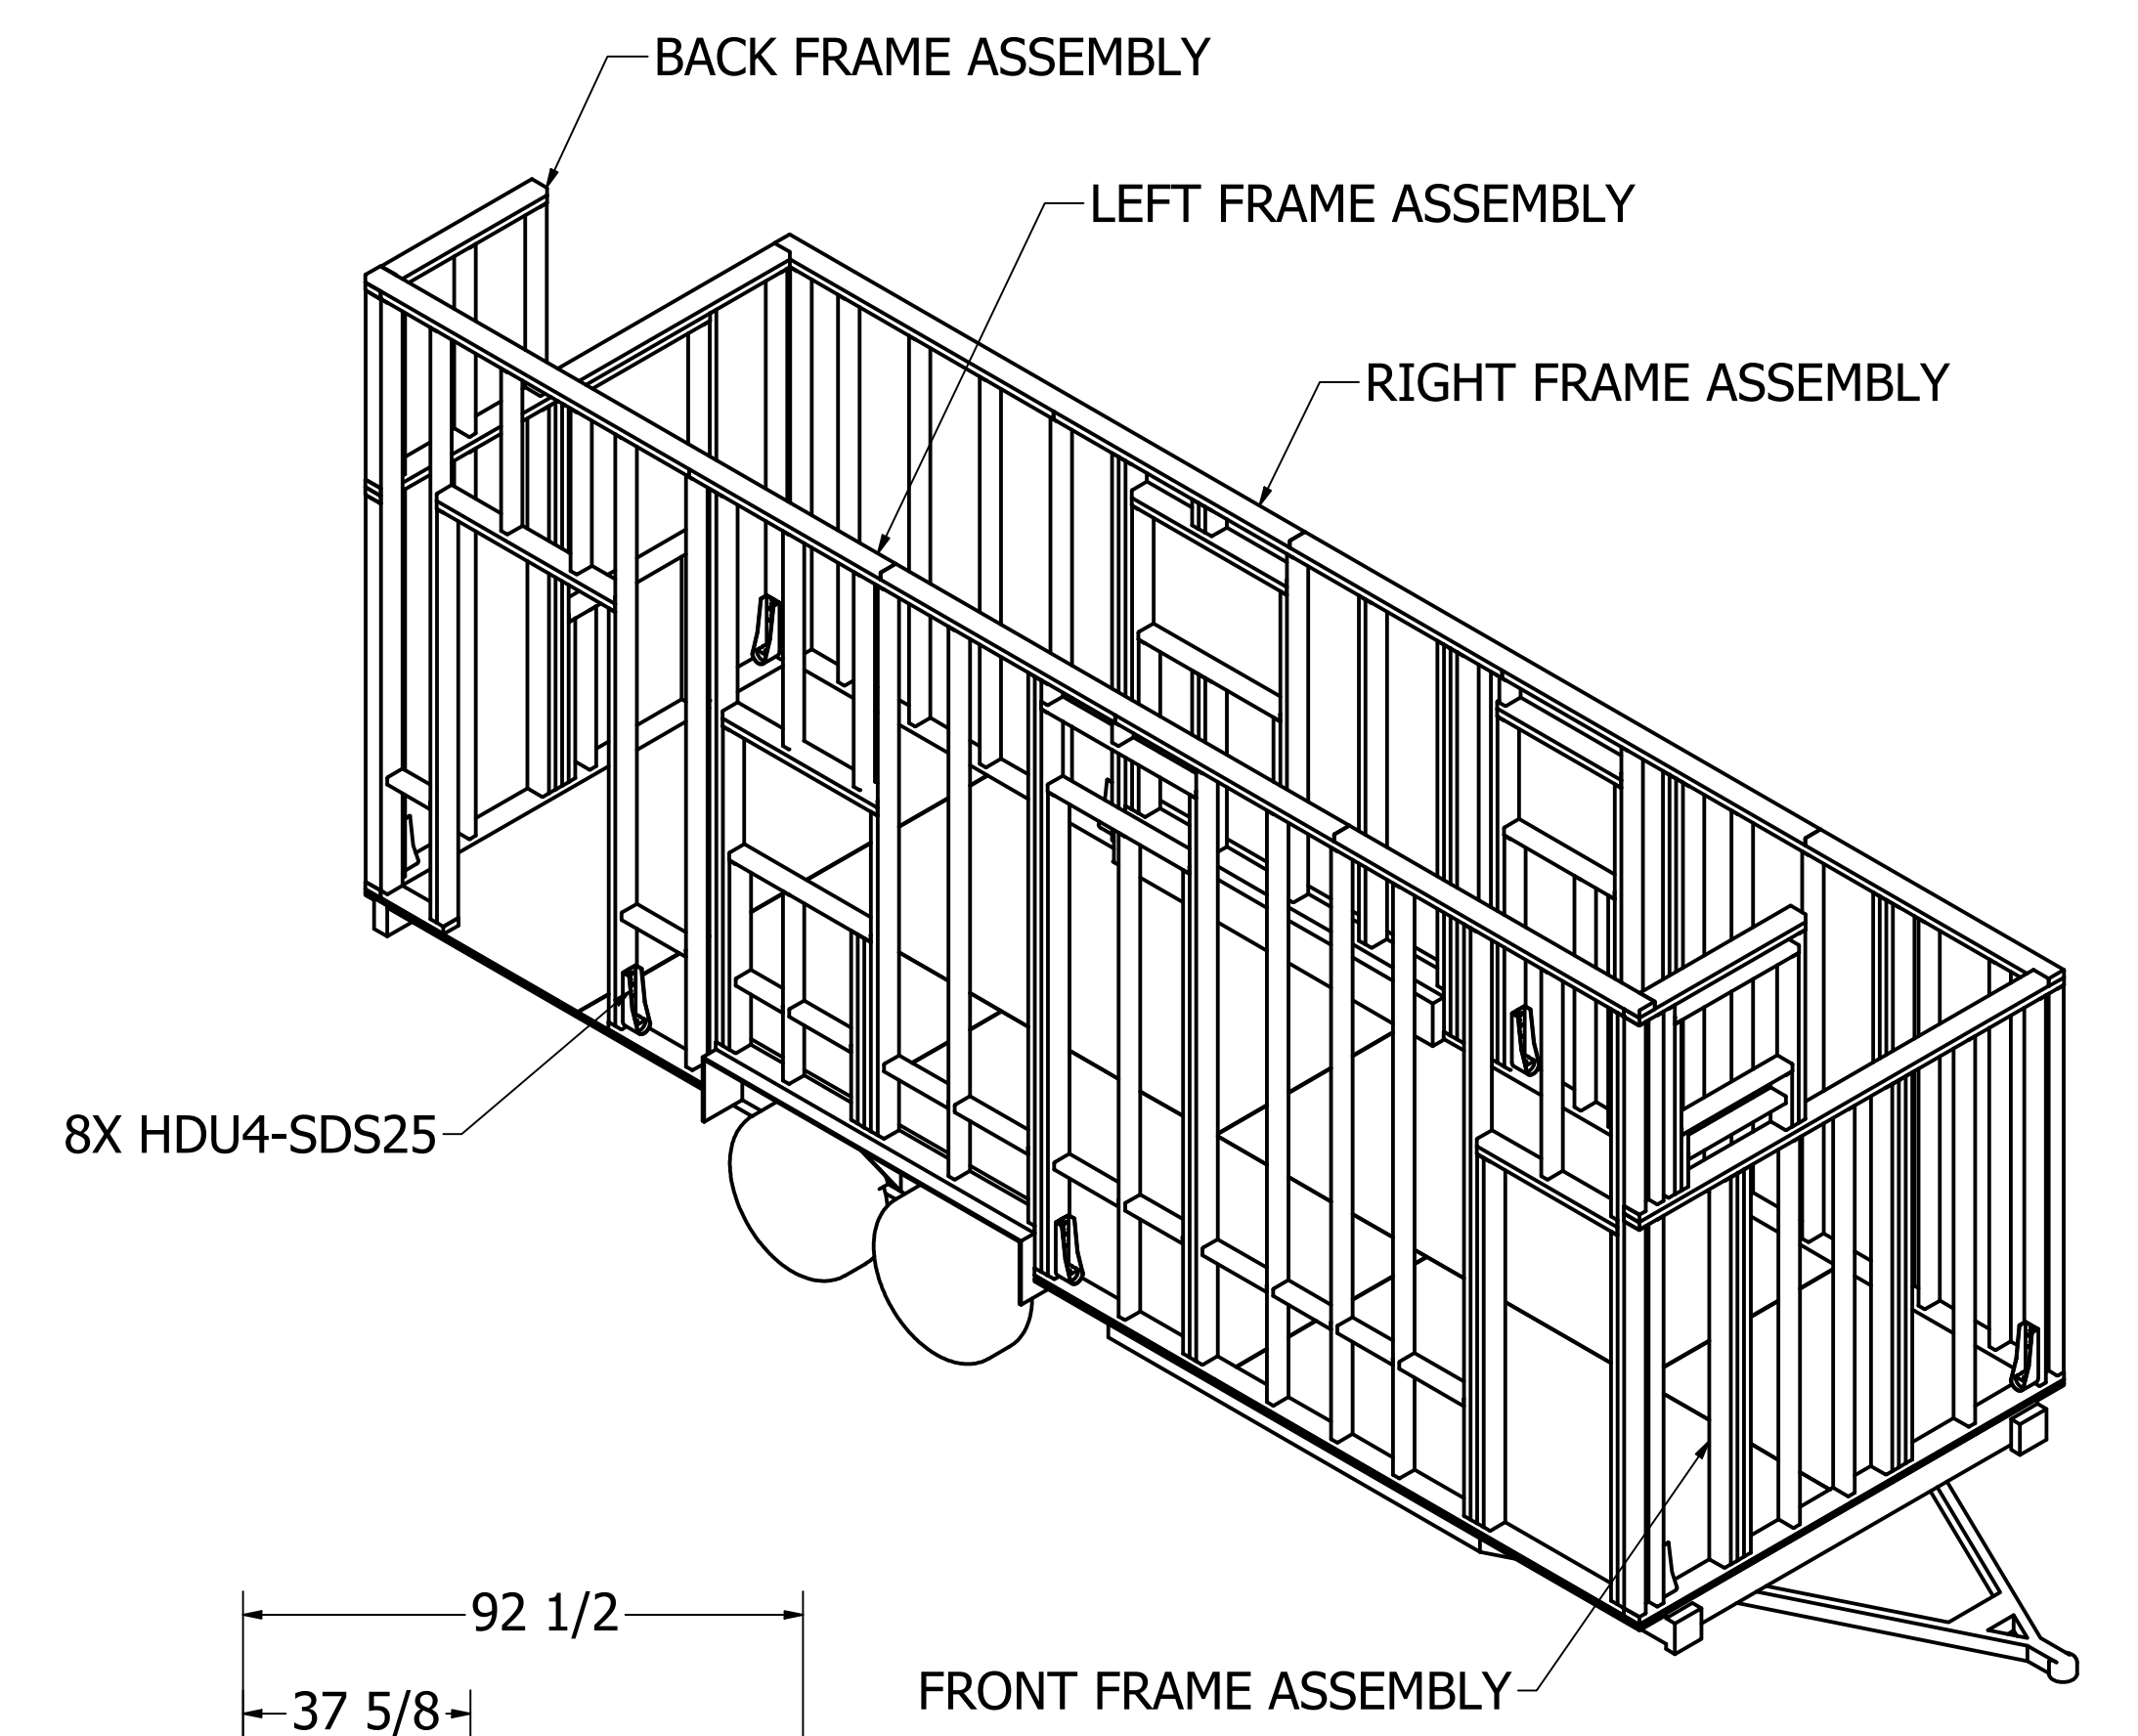 BACK FRAME ASSEMBLY
LEFT FRAME ASSEMBLY
RIGHT FRAME ASSEMBLY
8X HDU4-SDS25
92 1/2
FRONT FRAME ASSEMBLY
37 5/8